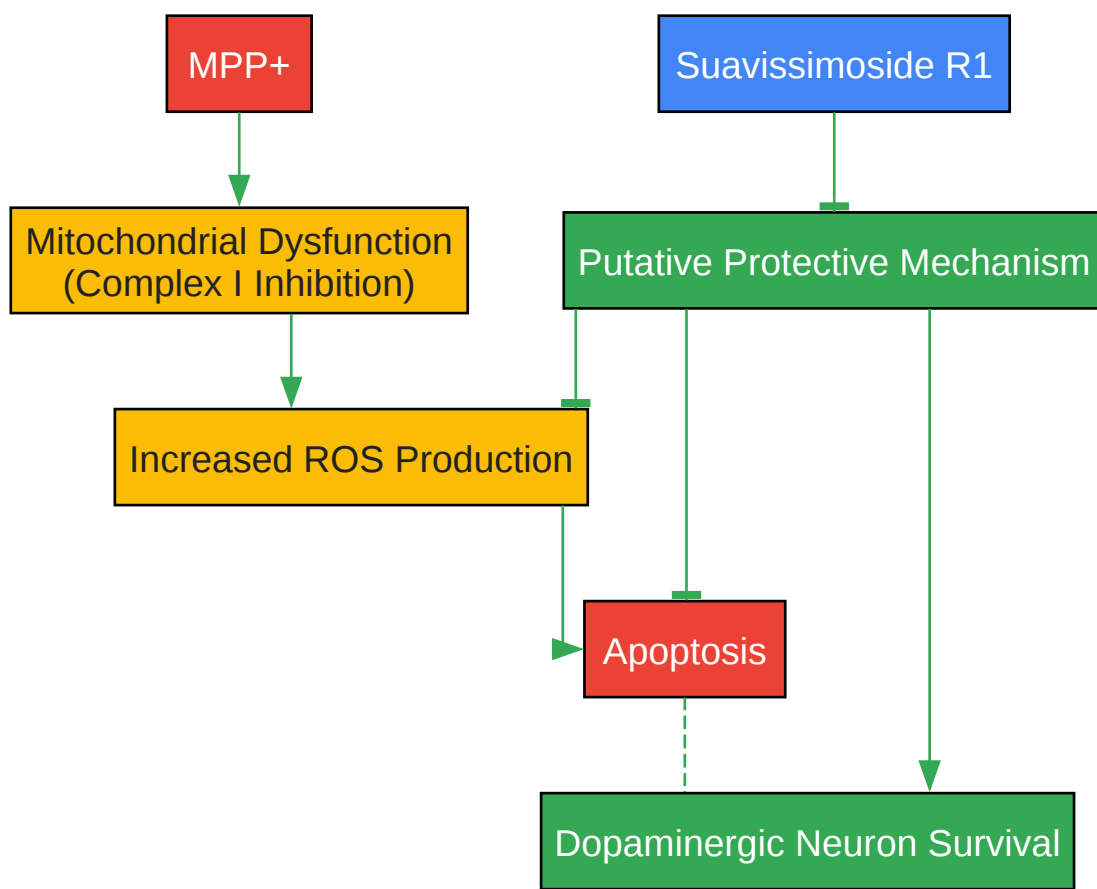 MPP+
Suavissimoside R1
Mitochondrial Dysfunction
(Complex I Inhibition)
Putative Protective Mechanism
Increased ROS Production
Apoptosis
Dopaminergic Neuron Survival